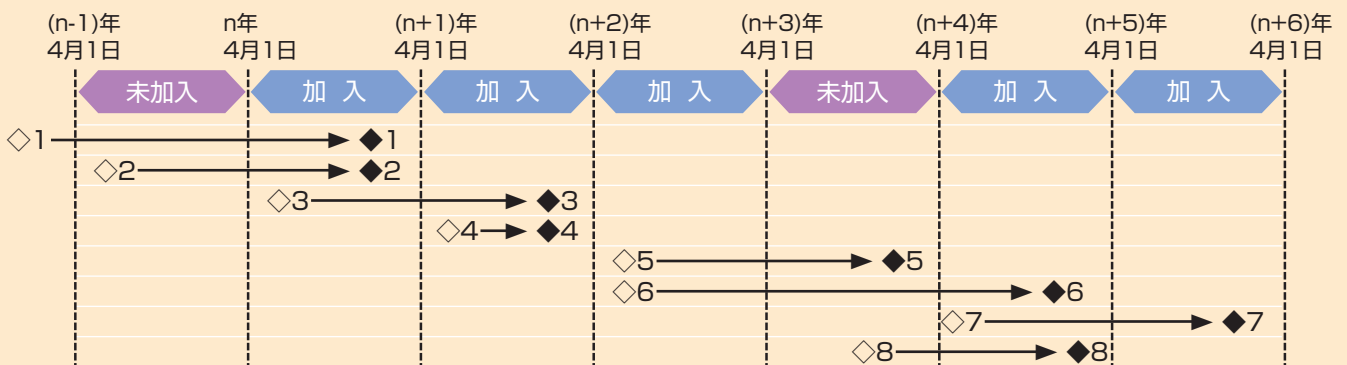 (n-1)年 n年 (n+1)年 (n+2)年 (n+3)年 (n+4)年 (n+5)年 (n+6)年
4月1日 4月1日 4月1日 4月1日 4月1日 4月1日 4月1日 4月1日
未加入 加 入 加 入 加 入 未加入 加 入 加 入
◇1 ◆1
◇2 ◆2
◇3 ◆3
◇4 ◆4
◇5 ◆5
◇6 ◆6
◇7 ◆7
◇8 ◆8